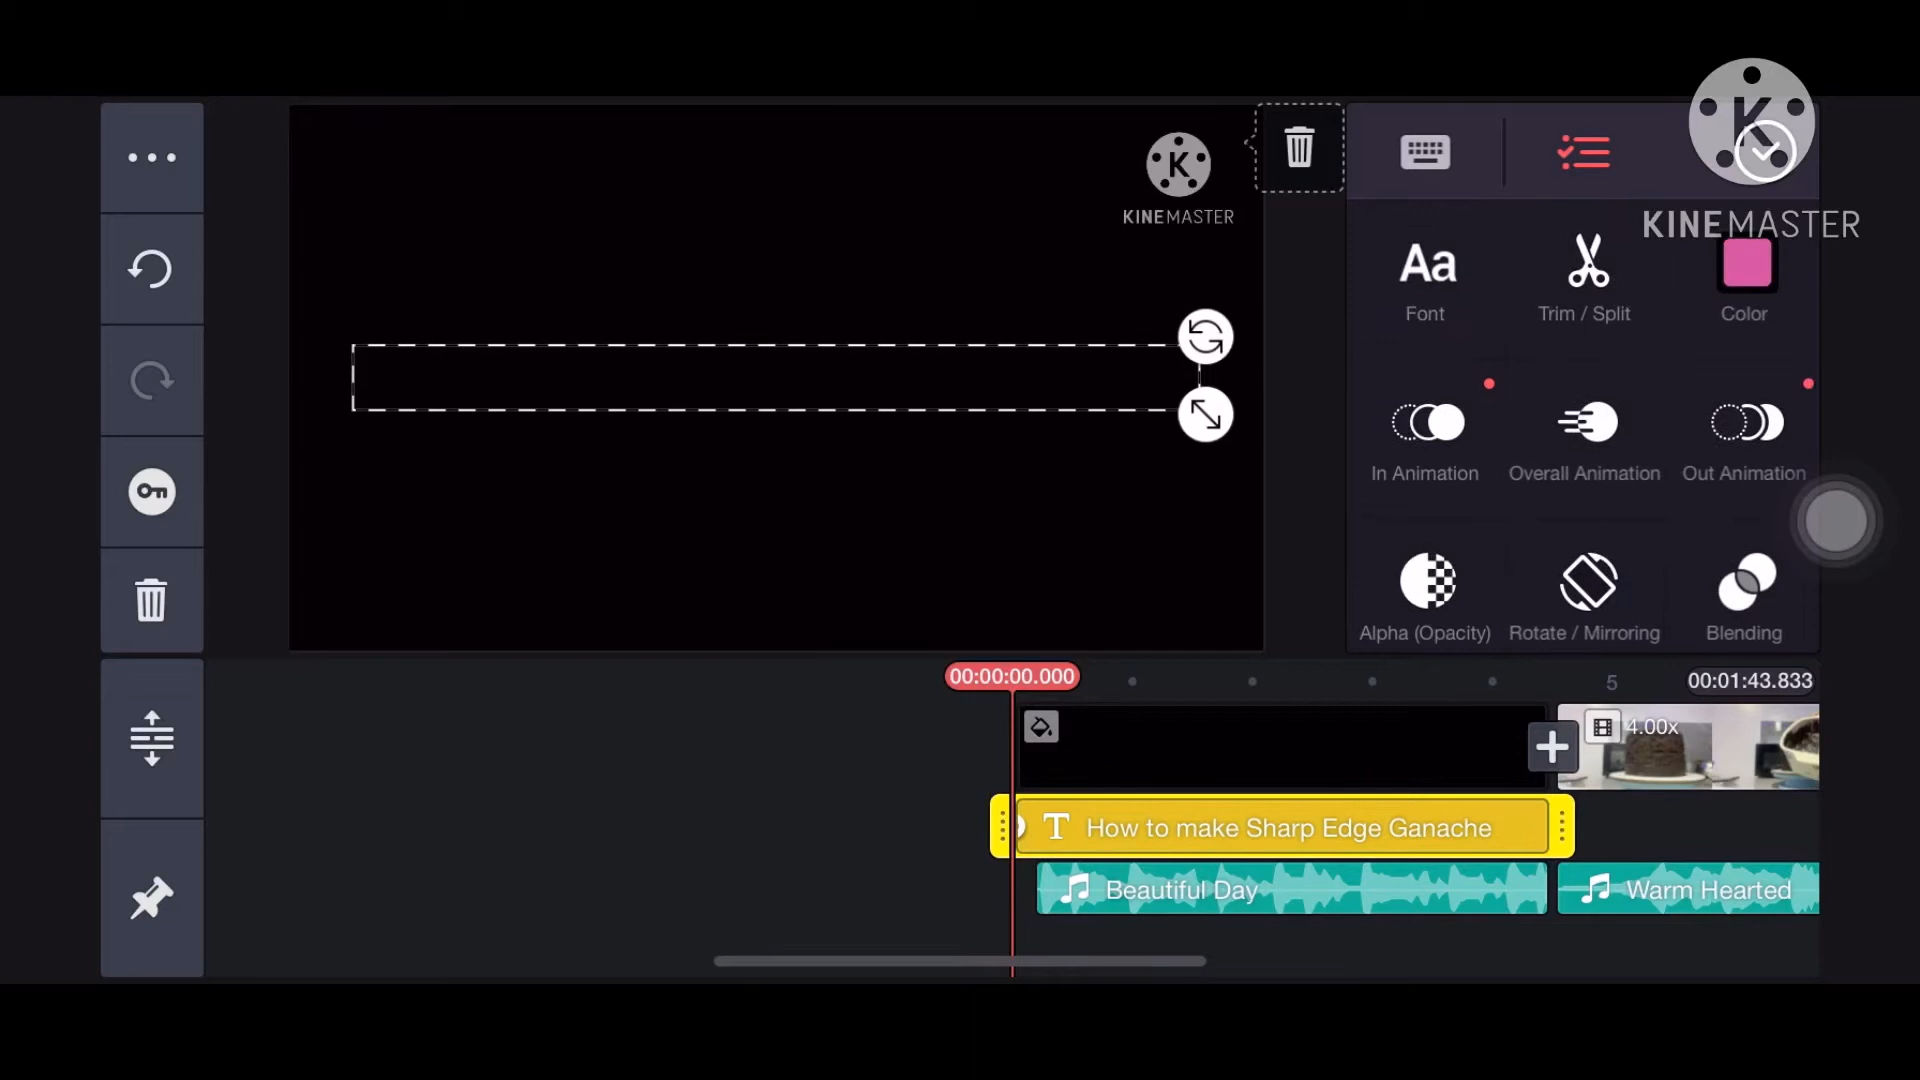 K
KINEMASTER
K
KINEMASTER
Aa
Font
Trim / Split
Color
In Animation
Overall Animation
Out Animation
Alpha (Opacity)
Rotate / Mirroring
Blending
00:00:00.000
5
00:01:43.833
4.00x
T How to make Sharp Edge Ganache
Beautiful Day
Warm Hearted